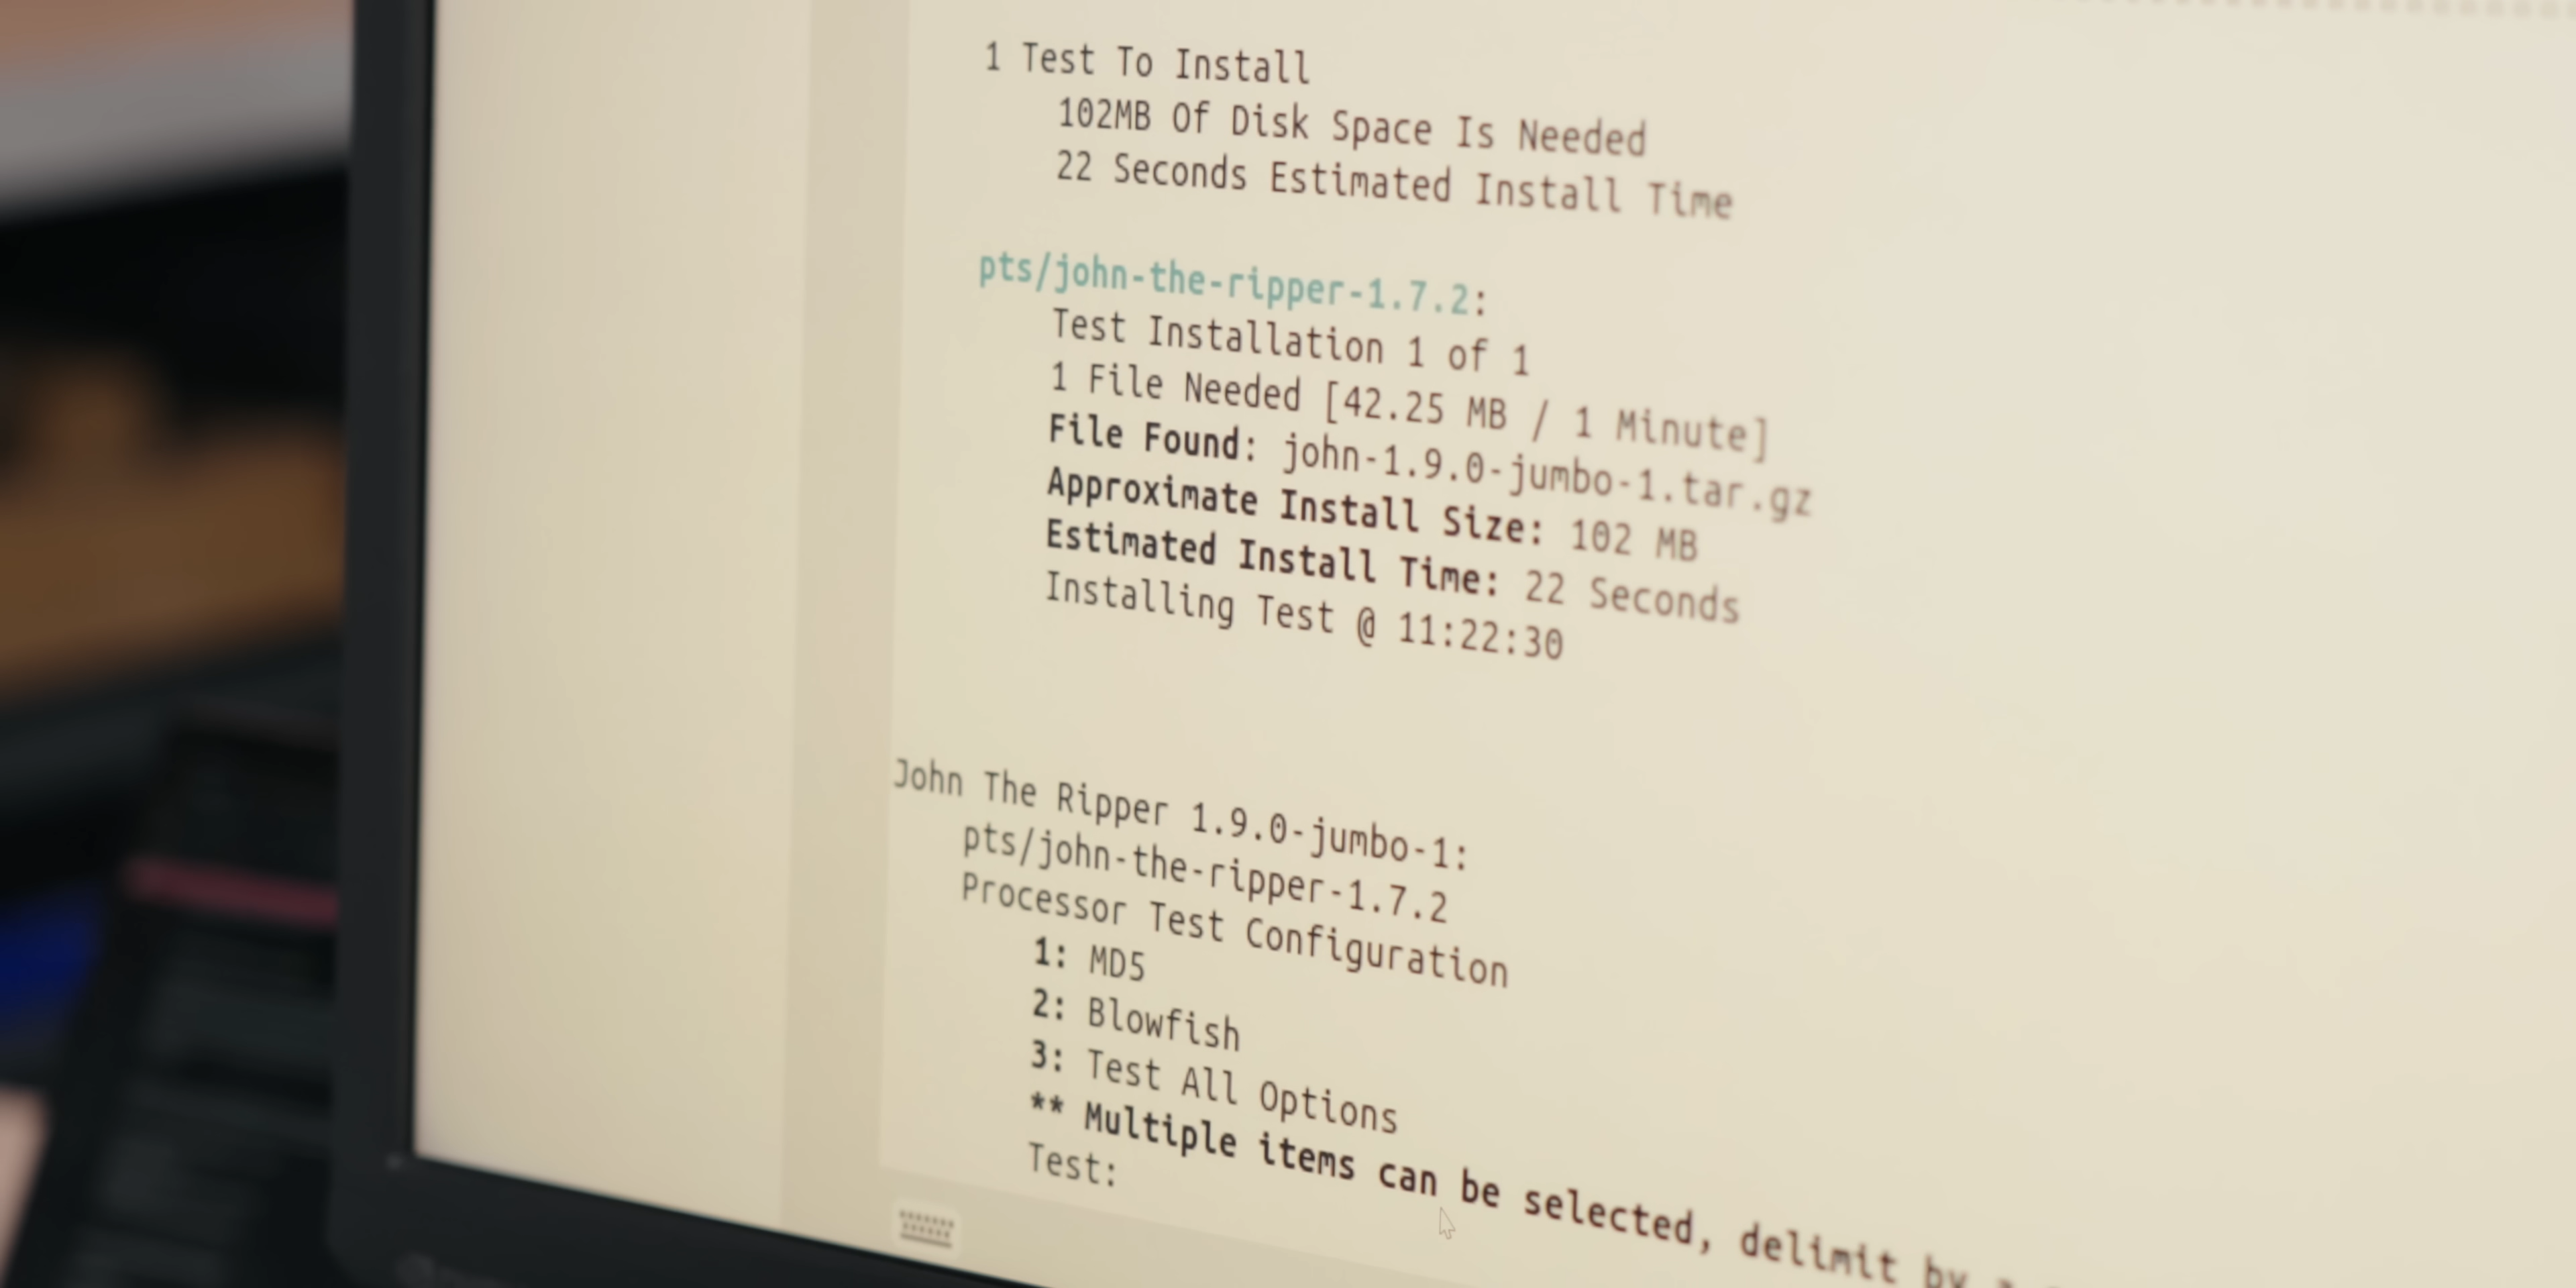 1 Test To Install
102MB Of Disk Space Is Needed
22 Seconds Estimated Install Time
pts/john-the-ripper-1.7.2:
Test Installation 1 of 1
1 File Needed [42.25 MB / 1 Minute]
File Found: john-1.9.0-jumbo-1.tar.gz
Approximate Install Size: 102 MB
Estimated Install Time: 22 Seconds
Installing Test @ 11:22:30
John The Ripper 1.9.0-jumbo-1:
pts/john-the-ripper-1.7.2
Processor Test Configuration
1: MD5
2: Blowfish
3: Test All Options
** Multiple items can be selected, delimit by
Test: